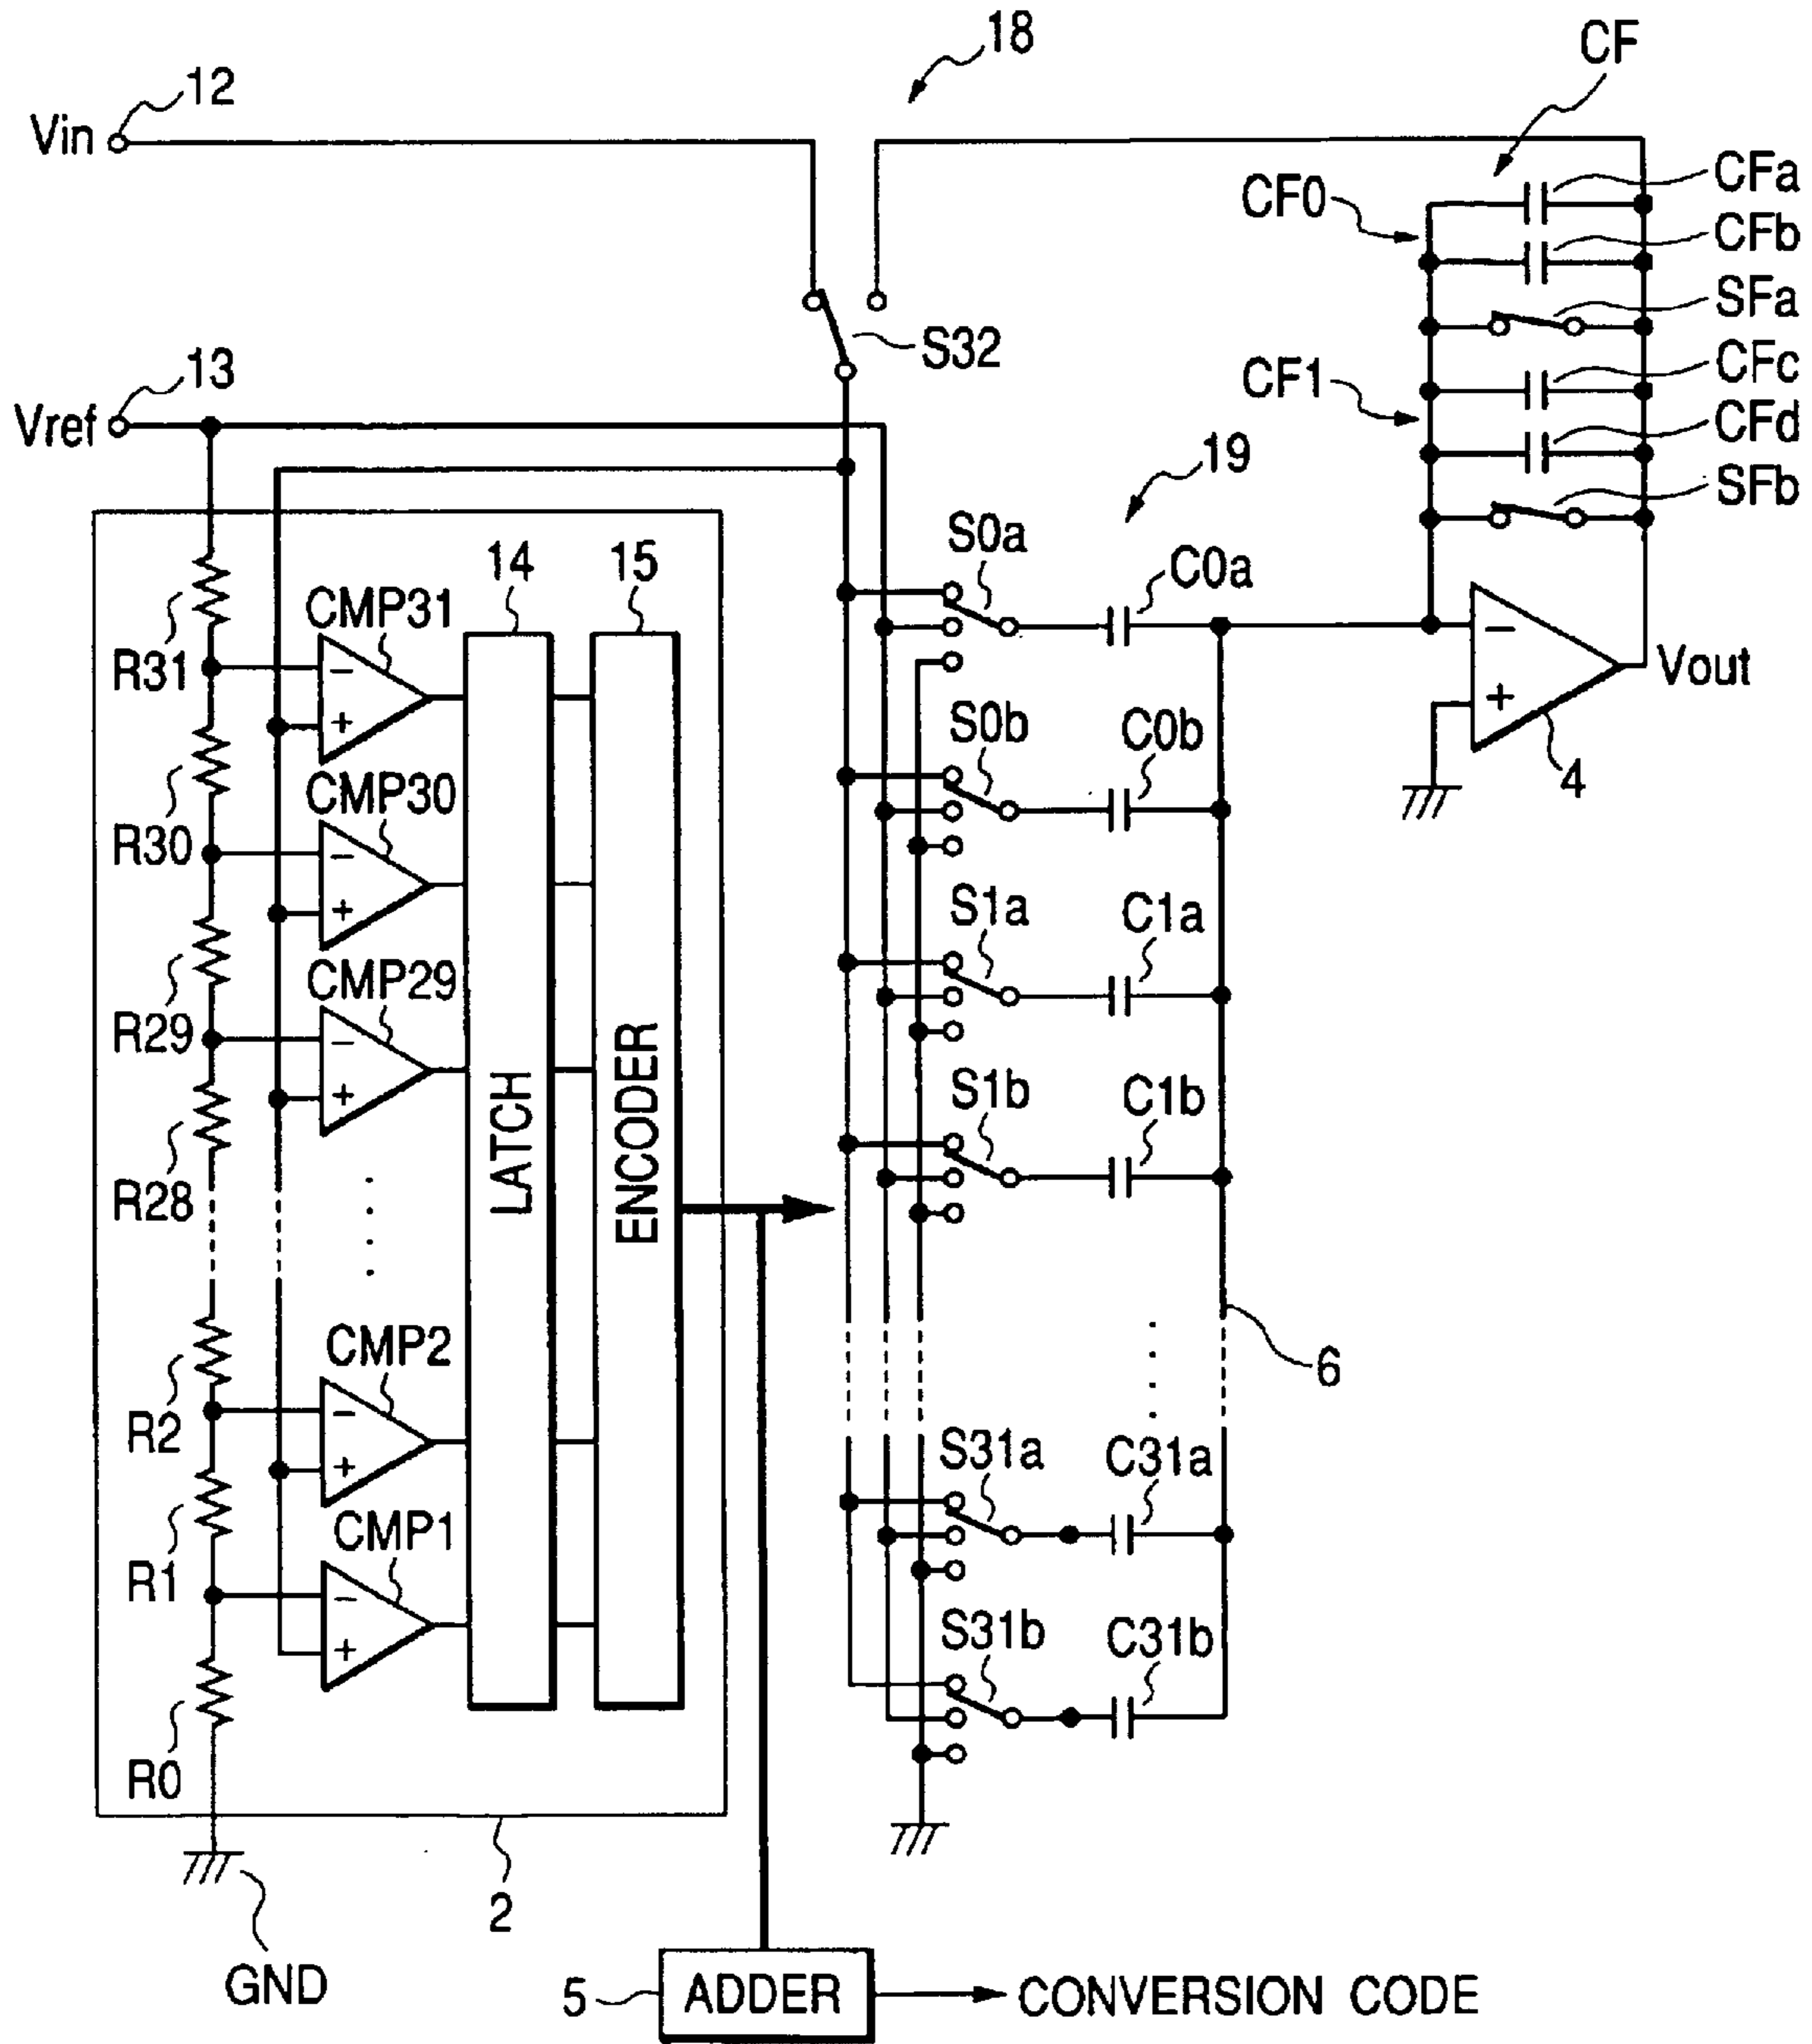 18
CF
12
Vin
CFa
CF0
CFb
SFa
S32
CFc
13
CF1
CFd
Vref
19
SFb
S0a
14
15
C0a
CMP31
R31
Vout
S0b
C0b
4
CMP30
R30
S1a
C1a
CMP29
R29
S1b
C1b
LATCH
ENCODER
R28
CMP2
6
R2
S31a
C31a
CMP1
R1
S31b
C31b
R0
2
GND
5
ADDER
CONVERSION CODE